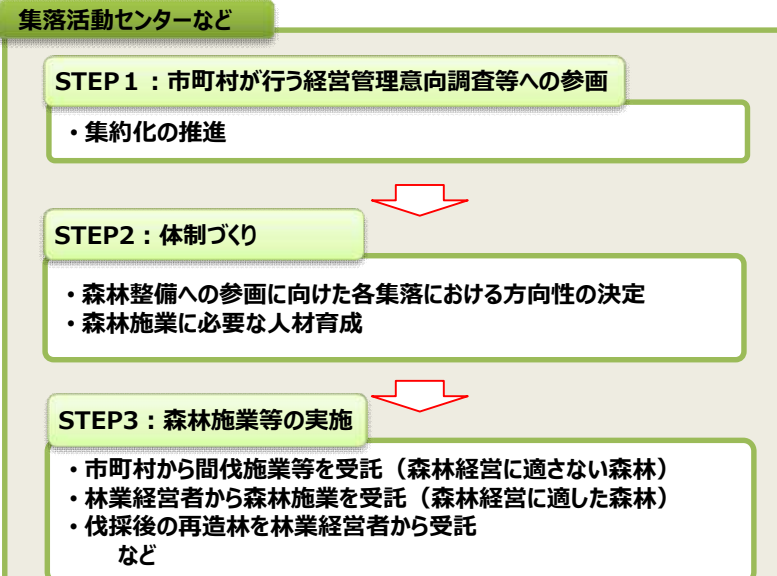 集落活動センターなど
STEP１：市町村が行う経営管理意向調査等への参画
・集約化の推進
STEP2：体制づくり
・森林整備への参画に向けた各集落における方向性の決定
・森林施業に必要な人材育成
STEP3：森林施業等の実施
・市町村から間伐施業等を受託（森林経営に適さない森林）
・林業経営者から森林施業を受託（森林経営に適した森林）
・伐採後の再造林を林業経営者から受託
など